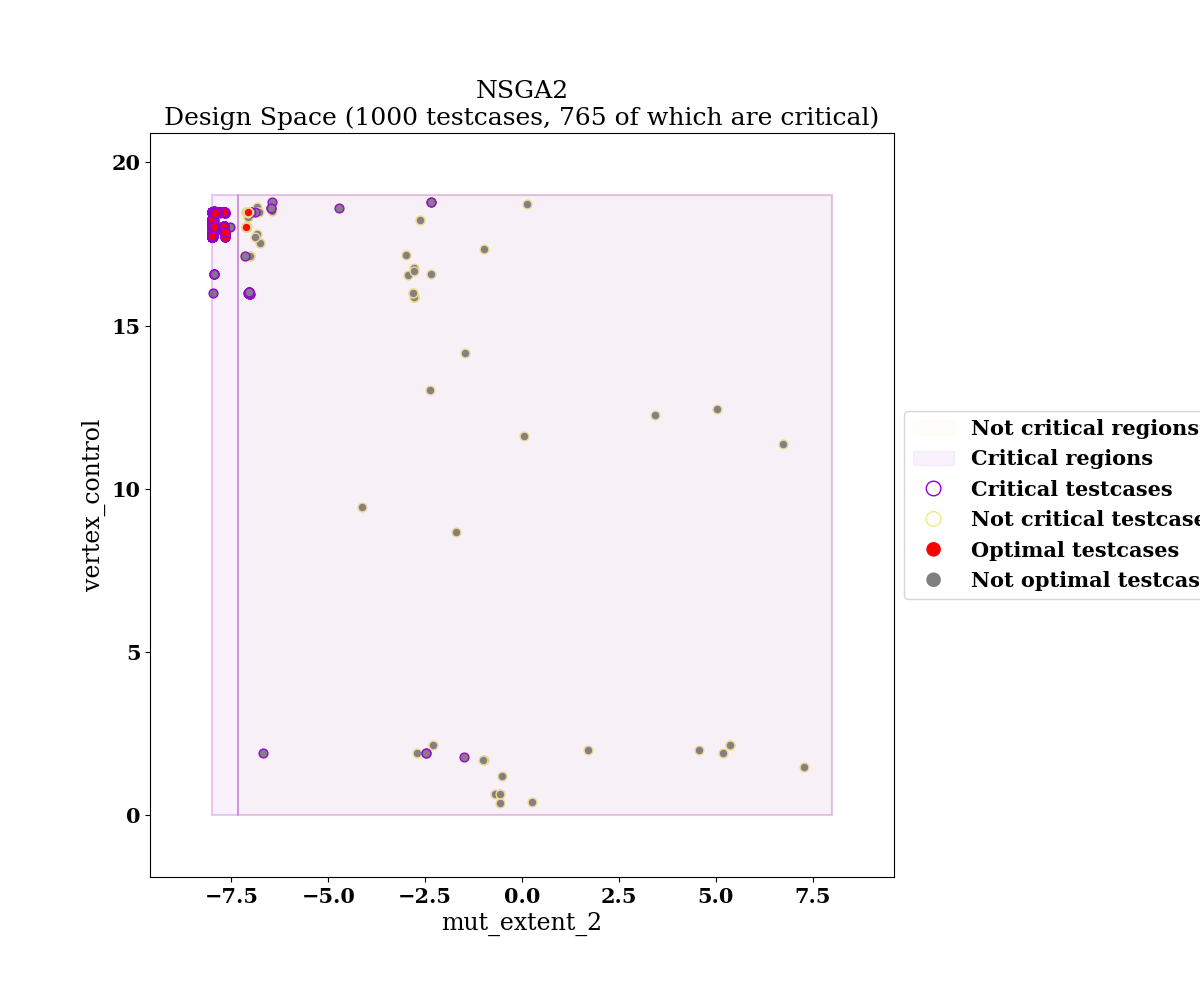 NSGA2
Design Space (1000 testcases, 765 of which are critical)
20
15
10
5
0
vertex_control
−7.5 −5.0 −2.5 0.0 2.5 5.0 7.5
mut_extent_2
Not critical regions
Critical regions
Critical testcases
Not critical testcase
Optimal testcases
Not optimal testcas